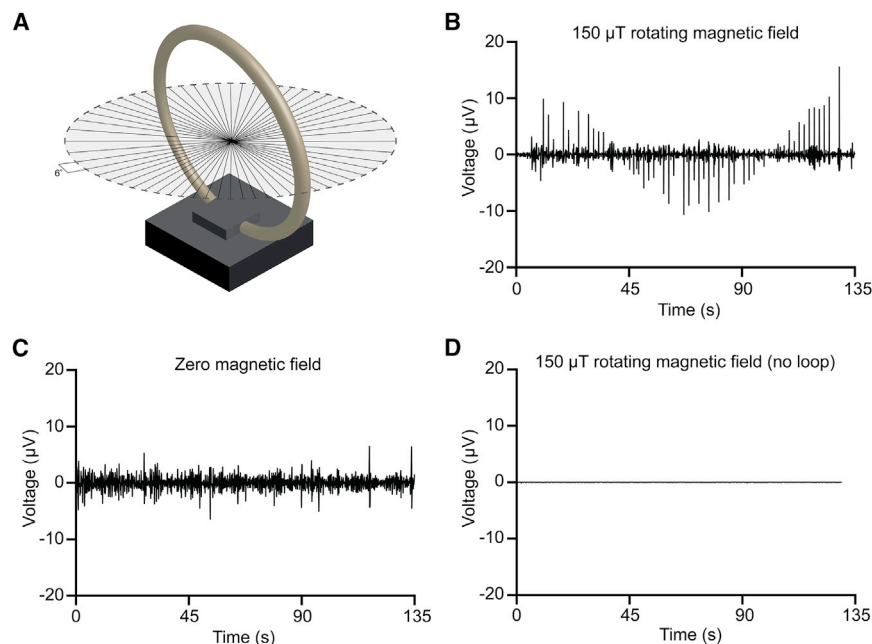 A
6°
B
150 μT rotating magnetic field
Voltage (μV)
20
10
0
-10
-20
0 45 90 135
Time (s)
C
Zero magnetic field
Voltage (μV)
20
10
0
-10
-20
0 45 90 135
Time (s)
D
150 μT rotating magnetic field (no loop)
Voltage (μV)
20
10
0
-10
-20
0 45 90 135
Time (s)